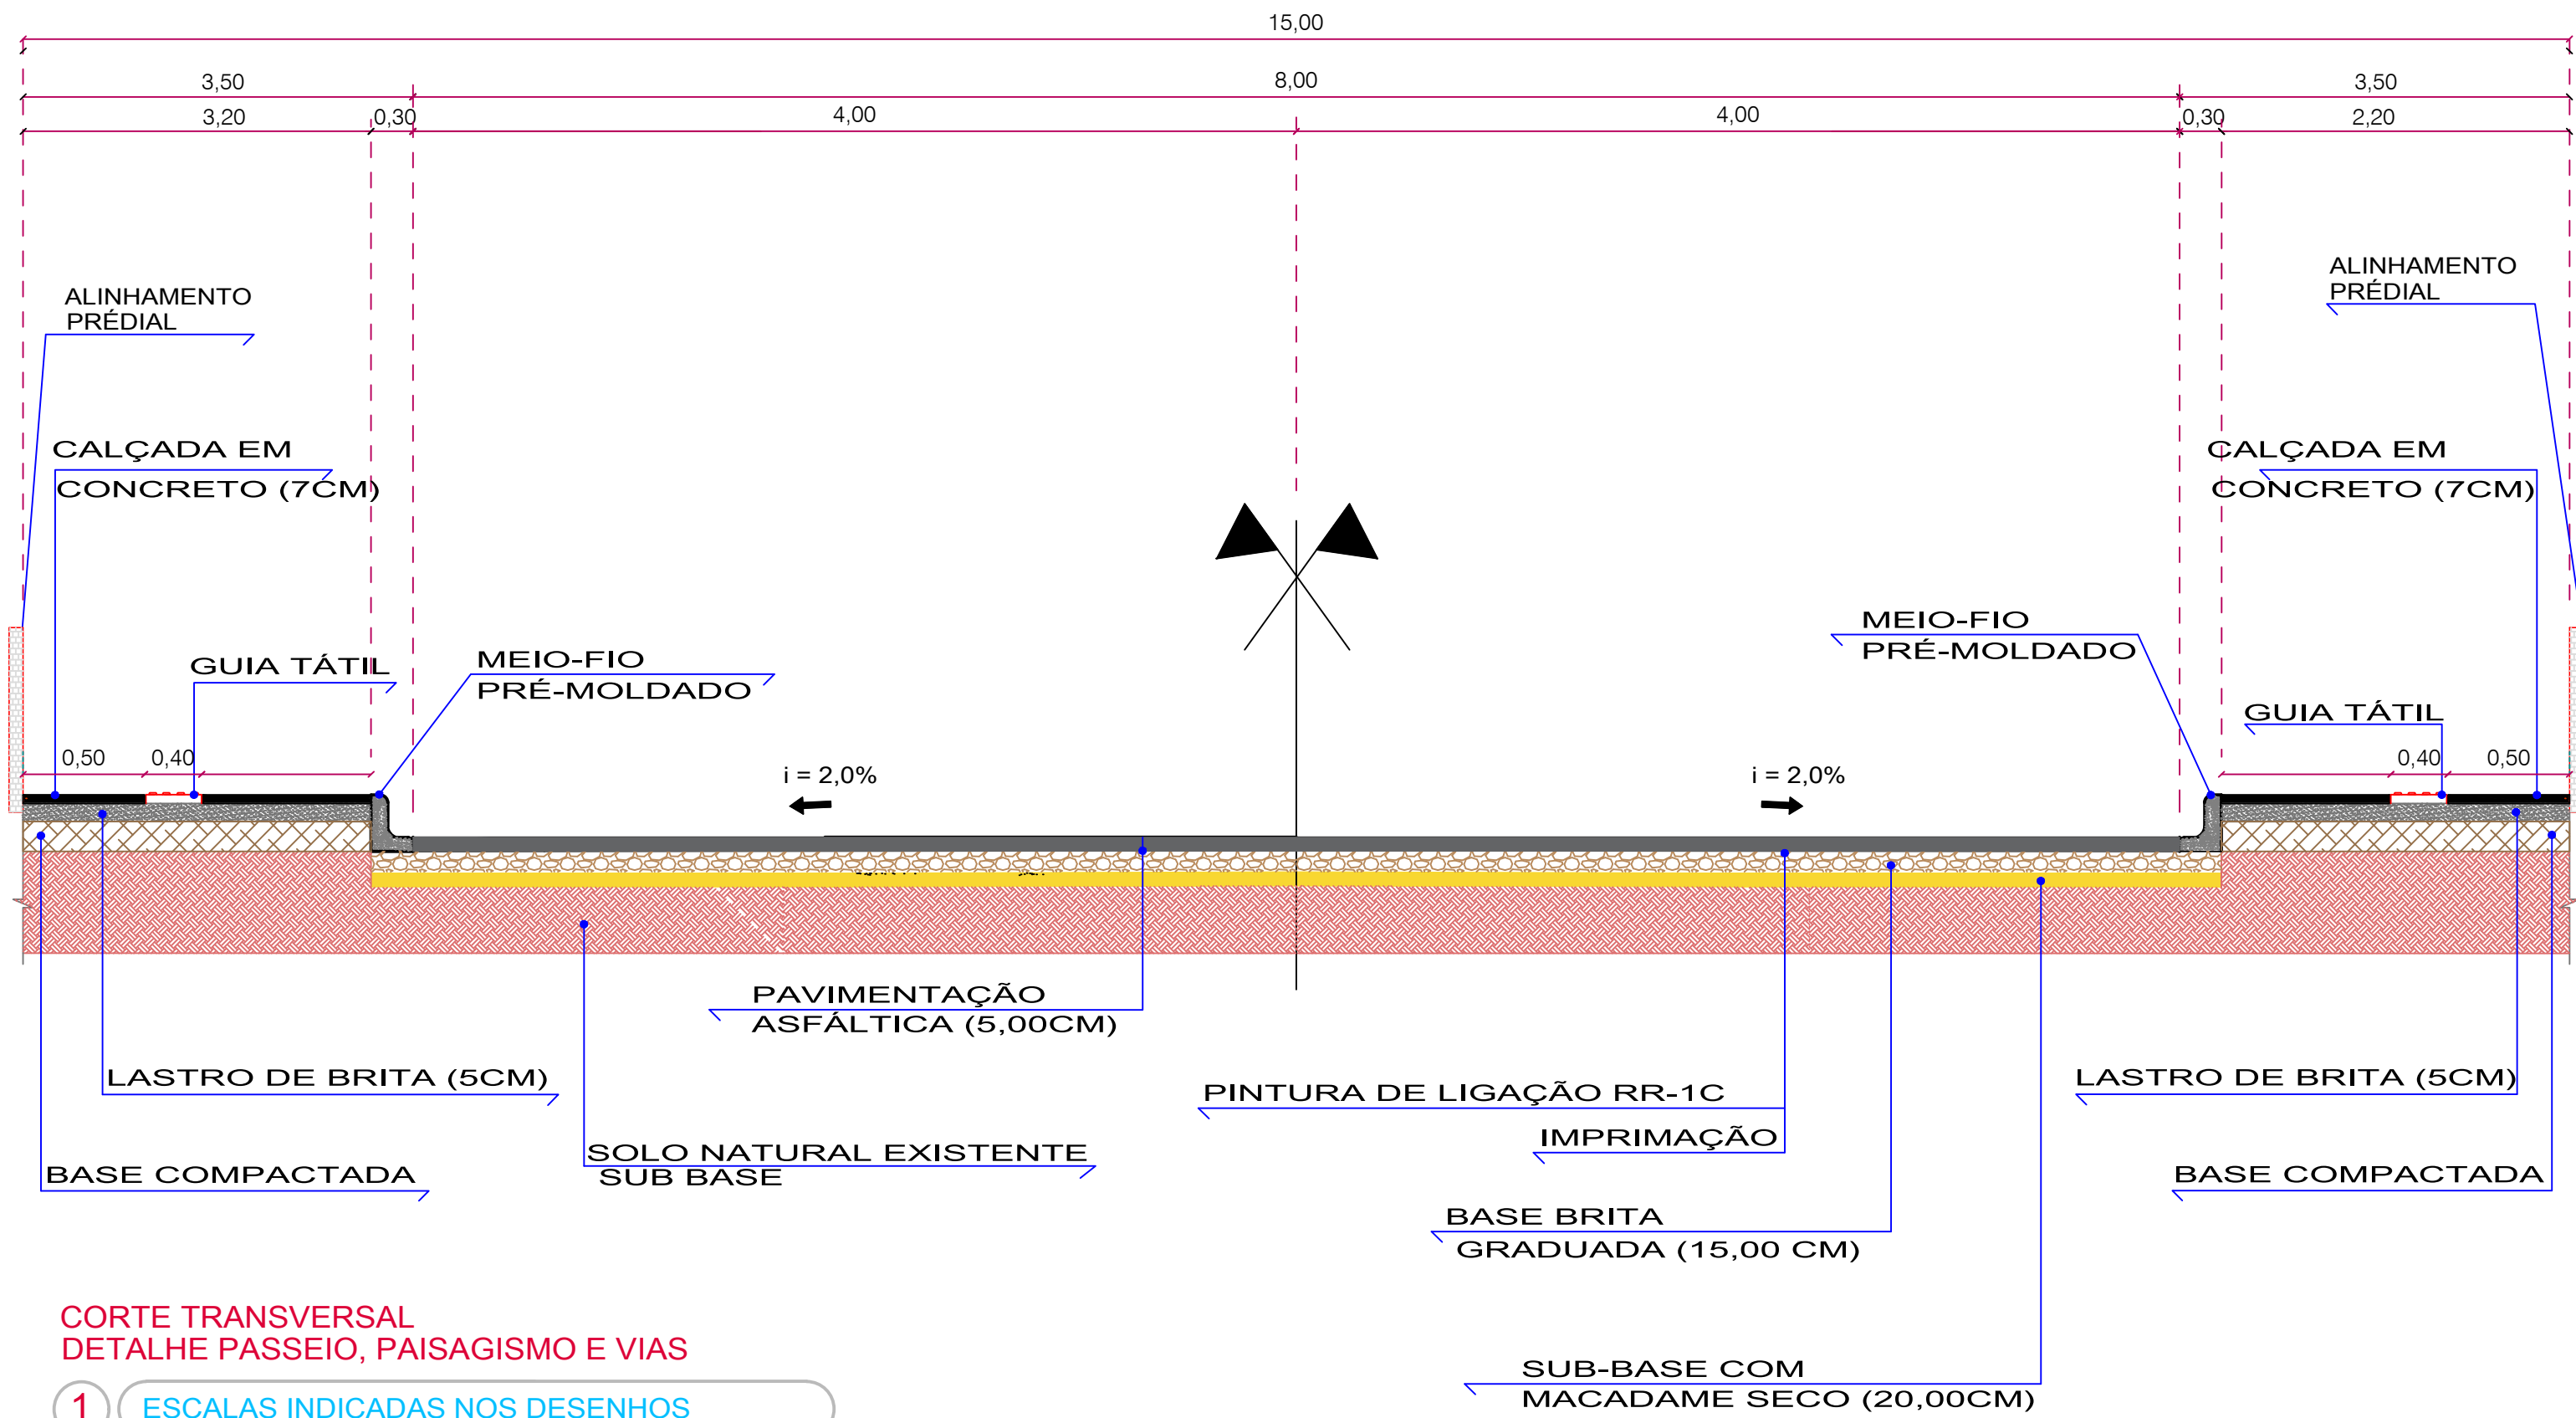 15,00
3,50
8,00
3,50
3,20
0,30
4,00
4,00
0,30
2,20
ALINHAMENTO
PRÉDIAL
ALINHAMENTO
PRÉDIAL
CALÇADA EM
CONCRETO (7CM)
CALÇADA EM
CONCRETO (7CM)
GUIA TÁTIL
MEIO-FIO
PRÉ-MOLDADO
MEIO-FIO
PRÉ-MOLDADO
GUIA TÁTIL
0,50
0,40
i = 2,0%
i = 2,0%
0,40
0,50
PAVIMENTAÇÃO
ASFÁLTICA (5,00CM)
LASTRO DE BRITA (5CM)
PINTURA DE LIGAÇÃO RR-1C
LASTRO DE BRITA (5CM)
IMPRIMAÇÃO
SOLO NATURAL EXISTENTE
SUB BASE
BASE COMPACTADA
BASE COMPACTADA
BASE BRITA
GRADUADA (15,00 CM)
CORTE TRANSVERSAL
DETALHE PASSEIO, PAISAGISMO E VIAS
SUB-BASE COM
MACADAME SECO (20,00CM)
1
ESCALAS INDICADAS NOS DESENHOS